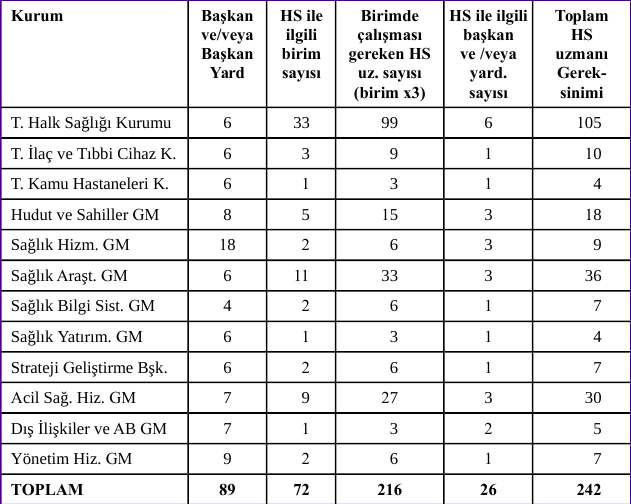 Kurum Başkan ve/veya Başkan Yard HS ile ilgili birim sayısı Birimde çalışması gereken HS uz. sayısı (birim x3) HS ile ilgili başkan ve /veya yard. sayısı Toplam HS uzmanı Gerek-sinimi
T. Halk Sağlığı Kurumu 6 33 99 6 105
T. İlaç ve Tıbbi Cihaz K. 6 3 9 1 10
T. Kamu Hastaneleri K. 6 1 3 1 4
Hudut ve Sahiller GM 8 5 15 3 18
Sağlık Hizm. GM 18 2 6 3 9
Sağlık Araşt. GM 6 11 33 3 36
Sağlık Bilgi Sist. GM 4 2 6 1 7
Sağlık Yatırım. GM 6 1 3 1 4
Strateji Geliştirme Bşk. 6 2 6 1 7
Acil Sağ. Hiz. GM 7 9 27 3 30
Dış İlişkiler ve AB GM 7 1 3 2 5
Yönetim Hiz. GM 9 2 6 1 7
TOPLAM 89 72 216 26 242